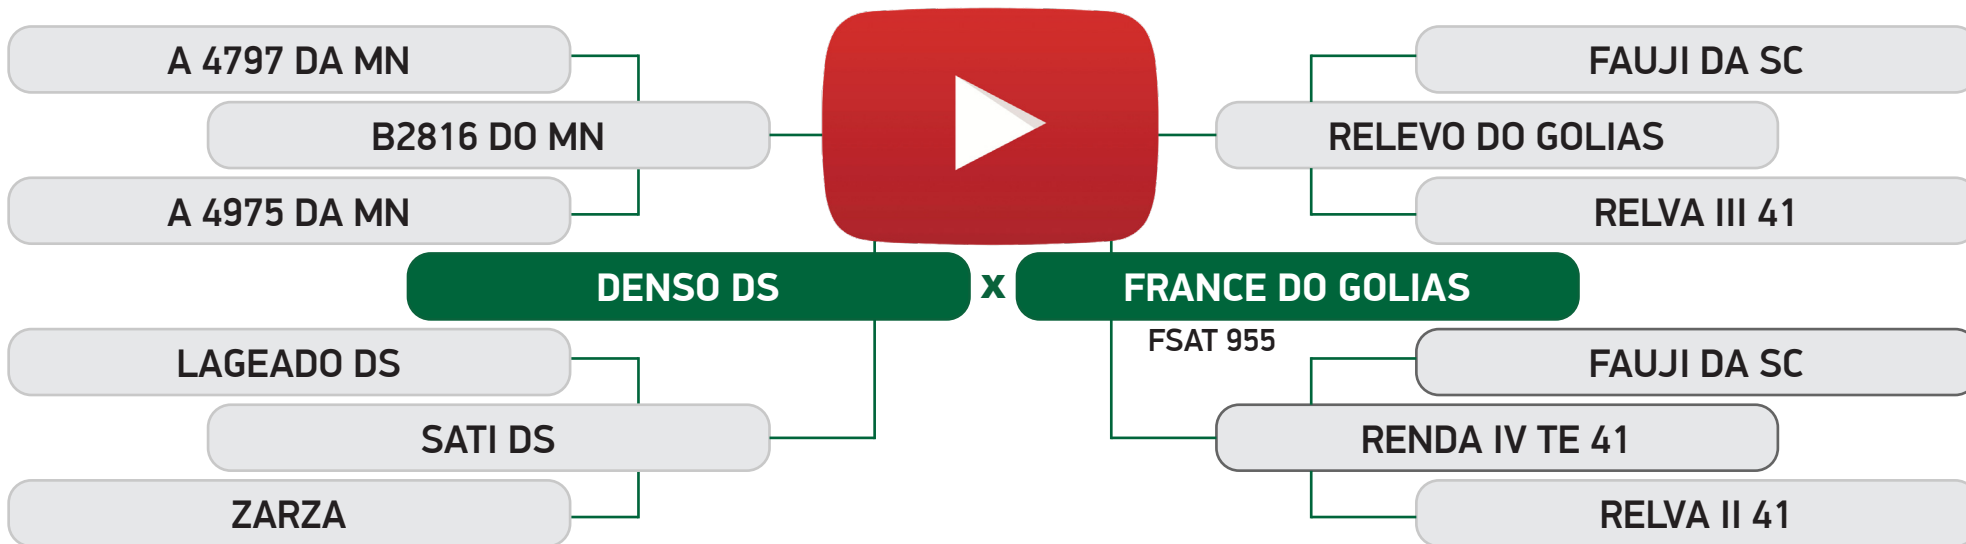 A 4797 DA MN
FAUJI DA SC
B2816 DO MN
RELEVO DO GOLIAS
A 4975 DA MN
RELVA III 41
DENSO DS x FRANCE DO GOLIAS
FSAT 955
LAGEADO DS
FAUJI DA SC
SATI DS
RENDA IV TE 41
ZARZA
RELVA II 41